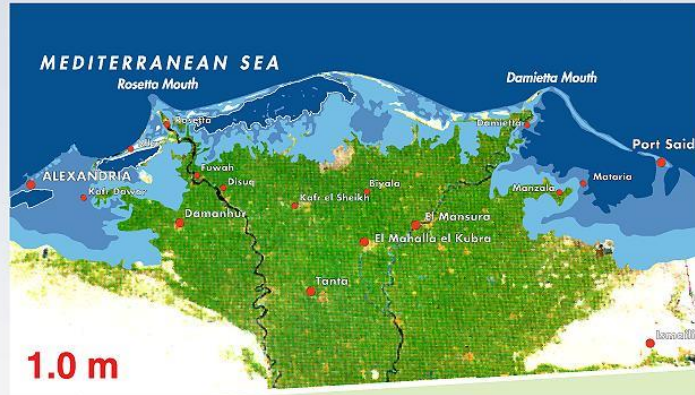 MEDITERRANEAN SEA
Rosetta Mouth
Damietta Mouth
Rosetta
Damietta
Port Said
ALEXANDRIA
Kafr Dawar
Fuwah
Disuq
Biyala
Manzala
Mataria
Kafr el Sheikh
Damanhur
El Mansura
El Mahalla el Kubra
Tanta
1.0 m